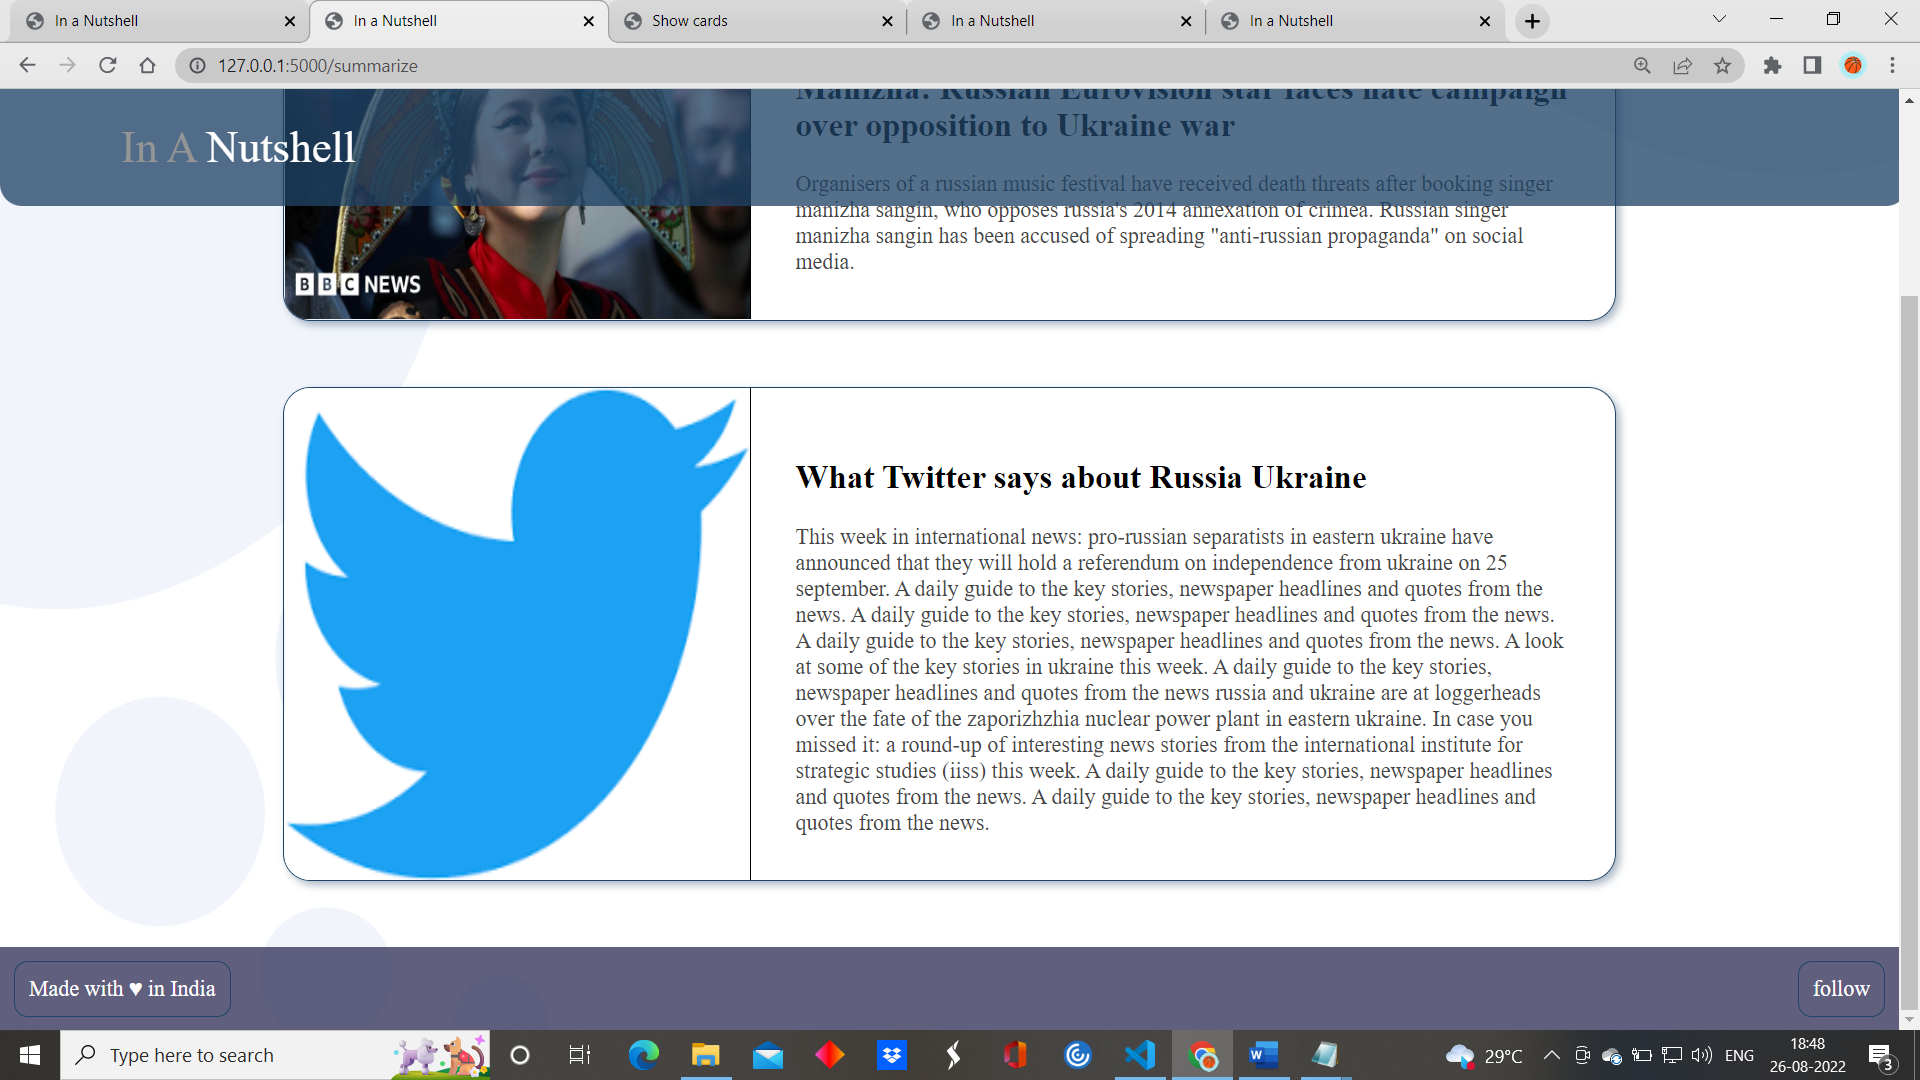 In a Nutshell
In a Nutshell
Show cards
In a Nutshell
In a Nutshell
127.0.0.1:5000/summarize
In A Nutshell
Manizha: Russian Eurovision star faces hate campaign
over opposition to Ukraine war
Organisers of a russian music festival have received death threats after booking singer
manizha sangin, who opposes russia's 2014 annexation of crimea. Russian singer
manizha sangin has been accused of spreading "anti-russian propaganda" on social
media.
BBC NEWS
What Twitter says about Russia Ukraine
This week in international news: pro-russian separatists in eastern ukraine have
announced that they will hold a referendum on independence from ukraine on 25
september. A daily guide to the key stories, newspaper headlines and quotes from the
news. A daily guide to the key stories, newspaper headlines and quotes from the news.
A daily guide to the key stories, newspaper headlines and quotes from the news. A look
at some of the key stories in ukraine this week. A daily guide to the key stories,
newspaper headlines and quotes from the news russia and ukraine are at loggerheads
over the fate of the zaporizhzhia nuclear power plant in eastern ukraine. In case you
missed it: a round-up of interesting news stories from the international institute for
strategic studies (iiss) this week. A daily guide to the key stories, newspaper headlines
and quotes from the news. A daily guide to the key stories, newspaper headlines and
quotes from the news.
Made with ♥ in India
follow
Type here to search
29°C
ENG
18:48
26-08-2022
3